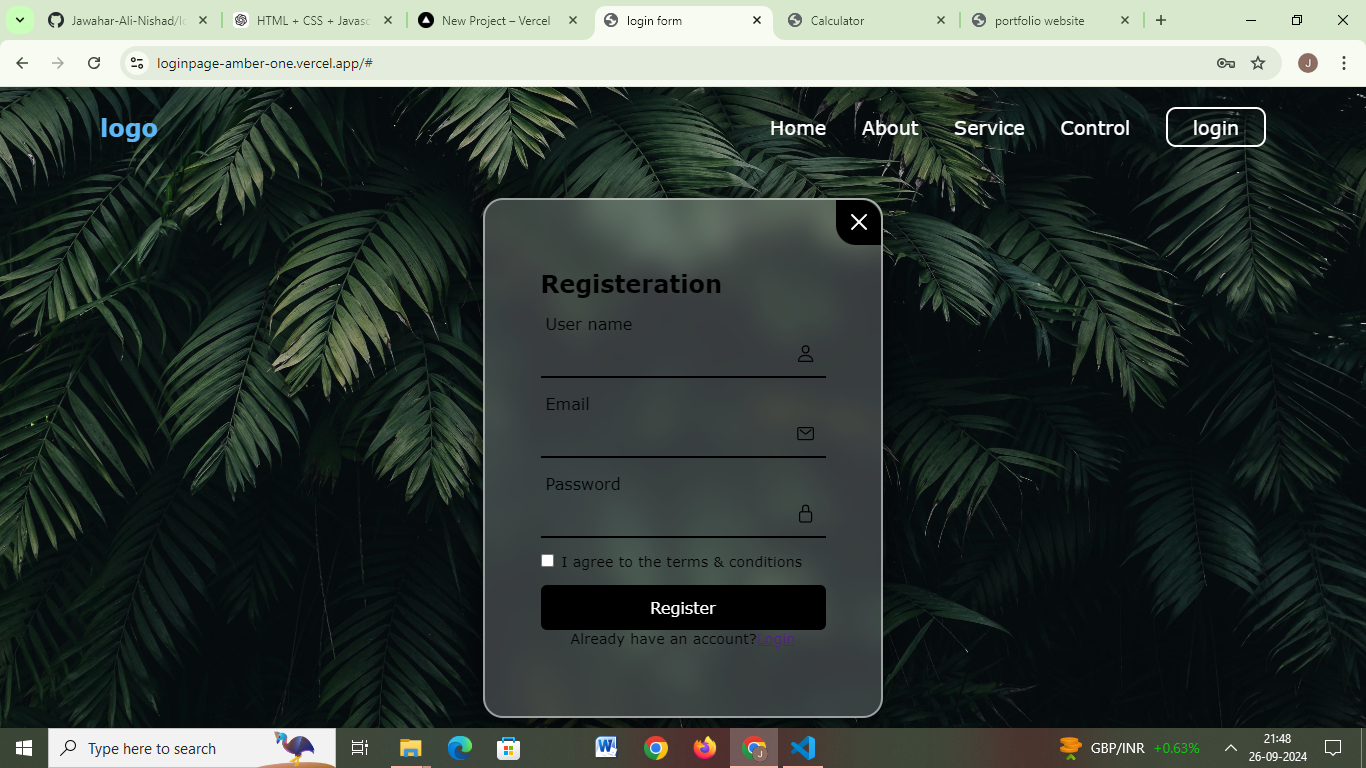 Jawahar-Ali-Nishad/lo
HTML + CSS + Javasc
New Project – Vercel
login form
Calculator
portfolio website
loginpage-amber-one.vercel.app/#
J
logo
Home About Service Control login
Registeration
User name
Email
Password
I agree to the terms & conditions
Register
Already have an account?Login
Type here to search
GBP/INR +0.63%
21:48
26-09-2024